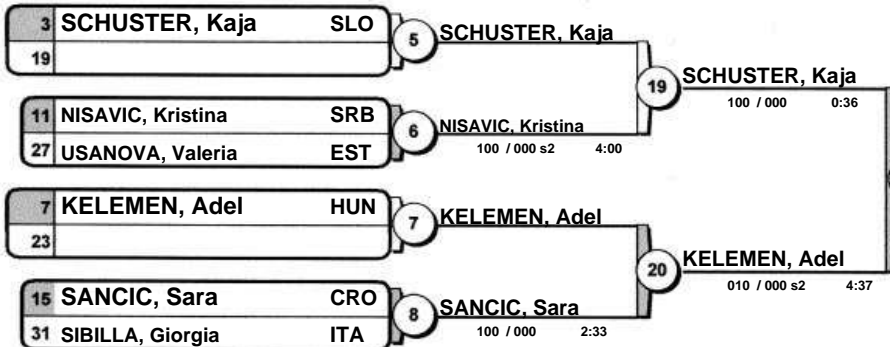 3 SCHUSTER, Kaja SLO
19
5 SCHUSTER, Kaja
11 NISAVIC, Kristina SRB
27 USANOVA, Valeria EST
6 NISAVIC, Kristina
100 / 000 s2 4:00
19 SCHUSTER, Kaja
100 / 000 0:36
7 KELEMEN, Adel HUN
23
7 KELEMEN, Adel
15 SANCIC, Sara CRO
31 SIBILLA, Giorgia ITA
8 SANCIC, Sara
100 / 000 2:33
20 KELEMEN, Adel
010 / 000 s2 4:37